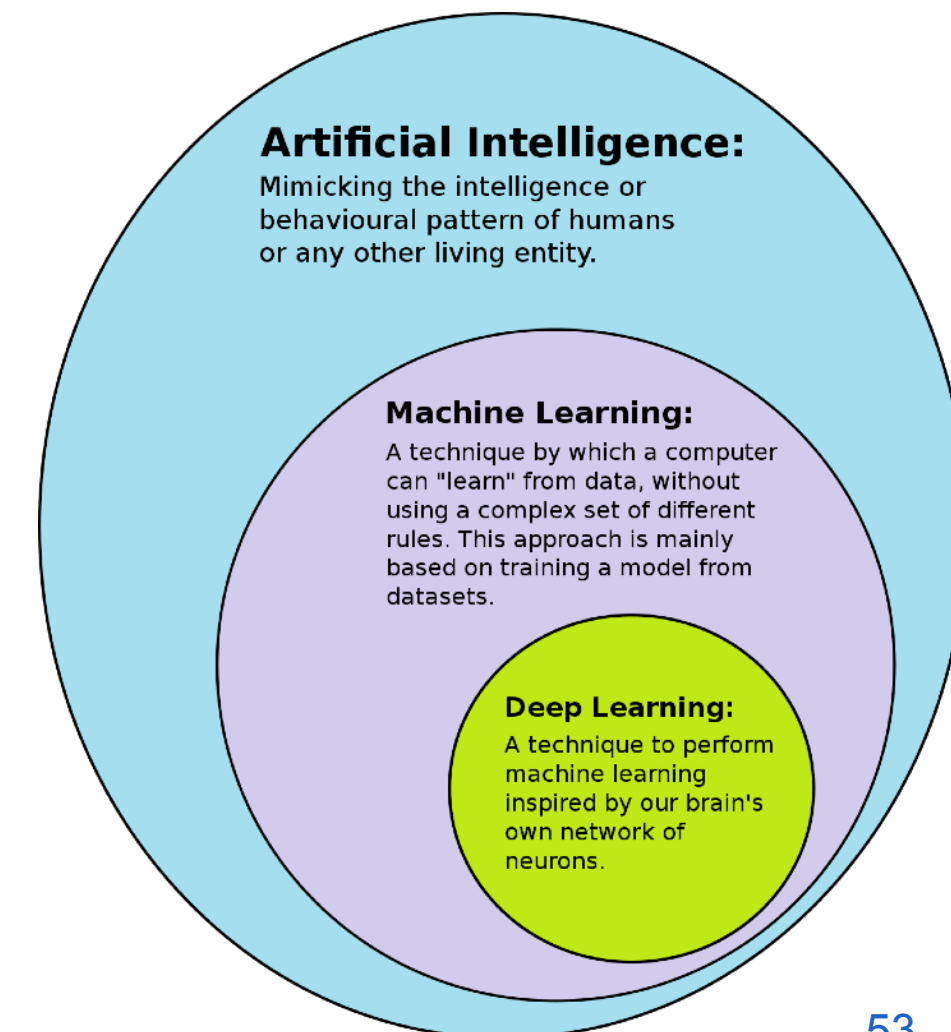 Artificial Intelligence:
Mimicking the intelligence or
behavioural pattern of humans
or any other living entity.
Machine Learning:
A technique by which a computer
can "learn" from data, without
using a complex set of different
rules. This approach is mainly
based on training a model from
datasets.
Deep Learning:
A technique to perform
machine learning
inspired by our brain's
own network of
neurons.
53